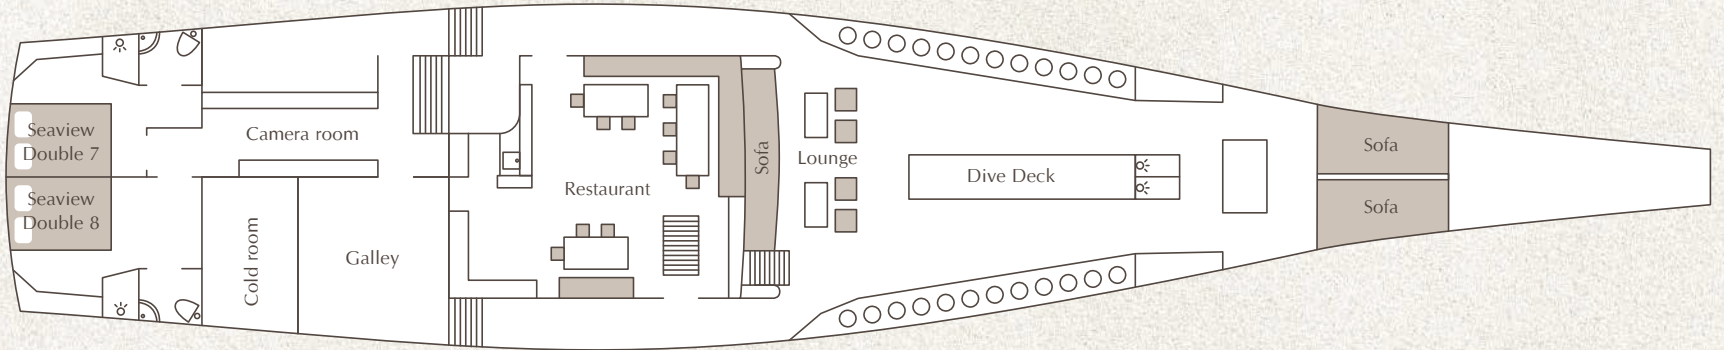 Seaview
Double 7
Seaview
Double 8
Camera room
Cold room
Galley
Restaurant
Sofa
Lounge
Dive Deck
Sofa
Sofa